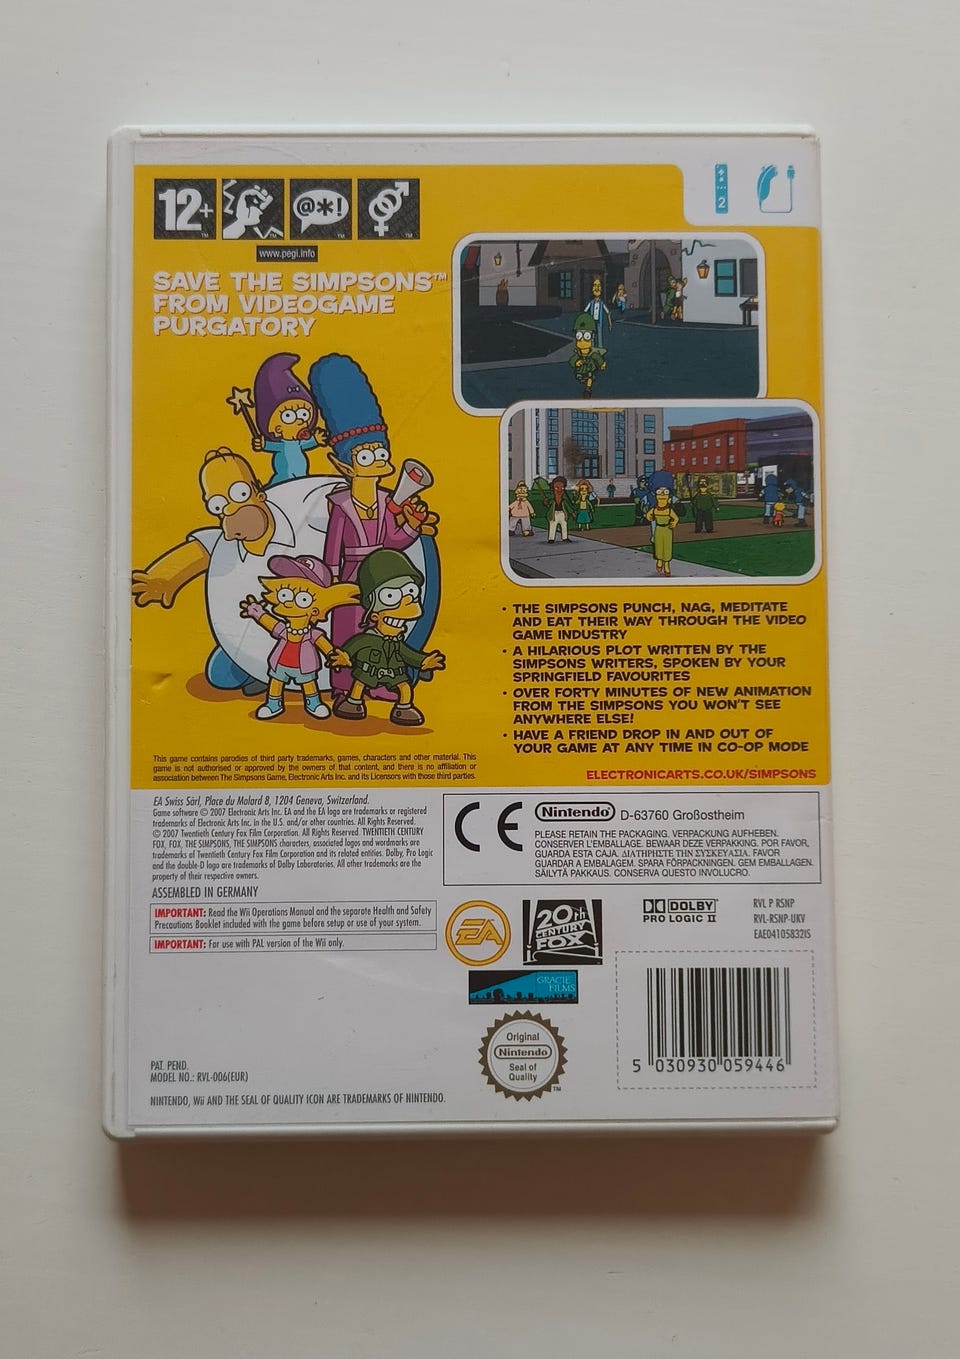 12+
@*!
www.pegi.info
2
SAVE THE SIMPSONS™
FROM VIDEOGAME
PURGATORY
• THE SIMPSONS PUNCH, NAG, MEDITATE
AND EAT THEIR WAY THROUGH THE VIDEO
GAME INDUSTRY
• A HILARIOUS PLOT WRITTEN BY THE
SIMPSONS WRITERS, SPOKEN BY YOUR
SPRINGFIELD FAVOURITES
• OVER FORTY MINUTES OF NEW ANIMATION
FROM THE SIMPSONS YOU WON'T SEE
ANYWHERE ELSE!
• HAVE A FRIEND DROP IN AND OUT OF
YOUR GAME AT ANY TIME IN CO-OP MODE
ELECTRONICARTS.CO.UK/SIMPSONS
This game contains parodies of third party trademarks, games, characters and other material. This
game is not authorised or approved by the owners of that content, and there is no affiliation or
association between The Simpsons Game, Electronic Arts Inc. and its Licensors with those third parties.
EA Swiss Sàrl, Place du Molard 8, 1204 Geneva, Switzerland.
Game software © 2007 Electronic Arts Inc. EA and the EA logo are trademarks or registered
trademarks of Electronic Arts Inc. in the U.S. and/or other countries. All Rights Reserved.
© 2007 Twentieth Century Fox Film Corporation. All Rights Reserved. TWENTIETH CENTURY
FOX, FOX, THE SIMPSONS, THE SIMPSONS characters, associated logos and wordmarks are
trademarks of Twentieth Century Fox Film Corporation and its related entities. Dolby, Pro Logic
and the double-D logo are trademarks of Dolby Laboratories. All other trademarks are the
property of their respective owners.
ASSEMBLED IN GERMANY
IMPORTANT: Read the Wii Operations Manual and the separate Health and Safety
Precautions Booklet included with the game before setup or use of your system.
IMPORTANT: For use with PAL version of the Wii only.
CE Nintendo® D-63760 Großostheim
PLEASE RETAIN THE PACKAGING. VERPACKUNG AUFHEBEN.
CONSERVER L'EMBALLAGE. BEWAAR DEZE VERPAKKING. POR FAVOR,
GUARDA ESTA CAJA. ΔΙΑΤΗΡΗΣΤΕ ΤΗΝ ΣΥΣΚΕΥΑΣΙΑ. FAVOR
GUARDAR A EMBALAGEM. SPARA FÖRPACKNINGEN. GEM EMBALLAGEN.
SÄILYTÄ PAKKAUS. CONSERVA QUESTO INVOLUCRO.
EA
20th
CENTURY
FOX
DOLBY®
PRO LOGIC II
RVL P RSNP
RVL-RSNP-UKV
EAE04105832IS
GRACIE
FILMS
Original
Nintendo®
Seal of
Quality
™
5 030930 059446
PAT. PEND.
MODEL NO.: RVL-006(EUR)
NINTENDO, Wii AND THE SEAL OF QUALITY ICON ARE TRADEMARKS OF NINTENDO.